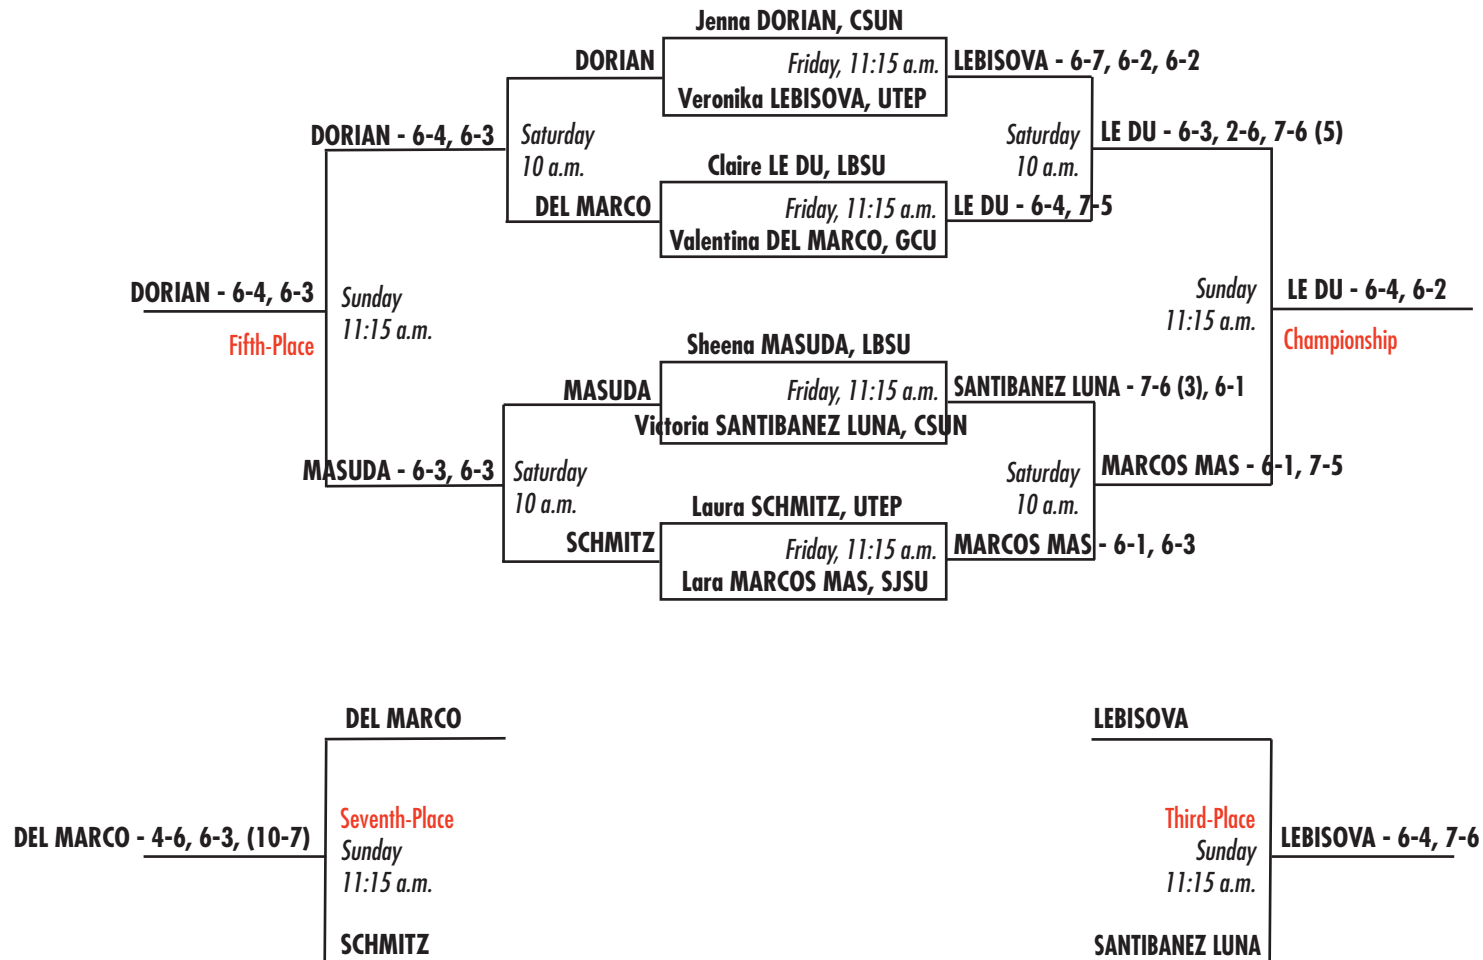 Jenna DORIAN, CSUN
DORIAN
Friday, 11:15 a.m.
LEBISOVA - 6-7, 6-2, 6-2
Veronika LEBISOVA, UTEP
DORIAN - 6-4, 6-3
Saturday
10 a.m.
Saturday
10 a.m.
LE DU - 6-3, 2-6, 7-6 (5)
Claire LE DU, LBSU
DEL MARCO
Friday, 11:15 a.m.
LE DU - 6-4, 7-5
Valentina DEL MARCO, GCU
DORIAN - 6-4, 6-3
Fifth-Place
Sunday
11:15 a.m.
Sunday
11:15 a.m.
LE DU - 6-4, 6-2
Championship
Sheena MASUDA, LBSU
MASUDA
Friday, 11:15 a.m.
SANTIBANEZ LUNA - 7-6 (3), 6-1
Victoria SANTIBANEZ LUNA, CSUN
MASUDA - 6-3, 6-3
Saturday
10 a.m.
Saturday
10 a.m.
MARCOS MAS - 6-1, 7-5
Laura SCHMITZ, UTEP
SCHMITZ
Friday, 11:15 a.m.
MARCOS MAS - 6-1, 6-3
Lara MARCOS MAS, SJSU
DEL MARCO
DEL MARCO - 4-6, 6-3, (10-7)
Seventh-Place
Sunday
11:15 a.m.
SCHMITZ
LEBISOVA
Third-Place
Sunday
11:15 a.m.
LEBISOVA - 6-4, 7-6
SANTIBANEZ LUNA